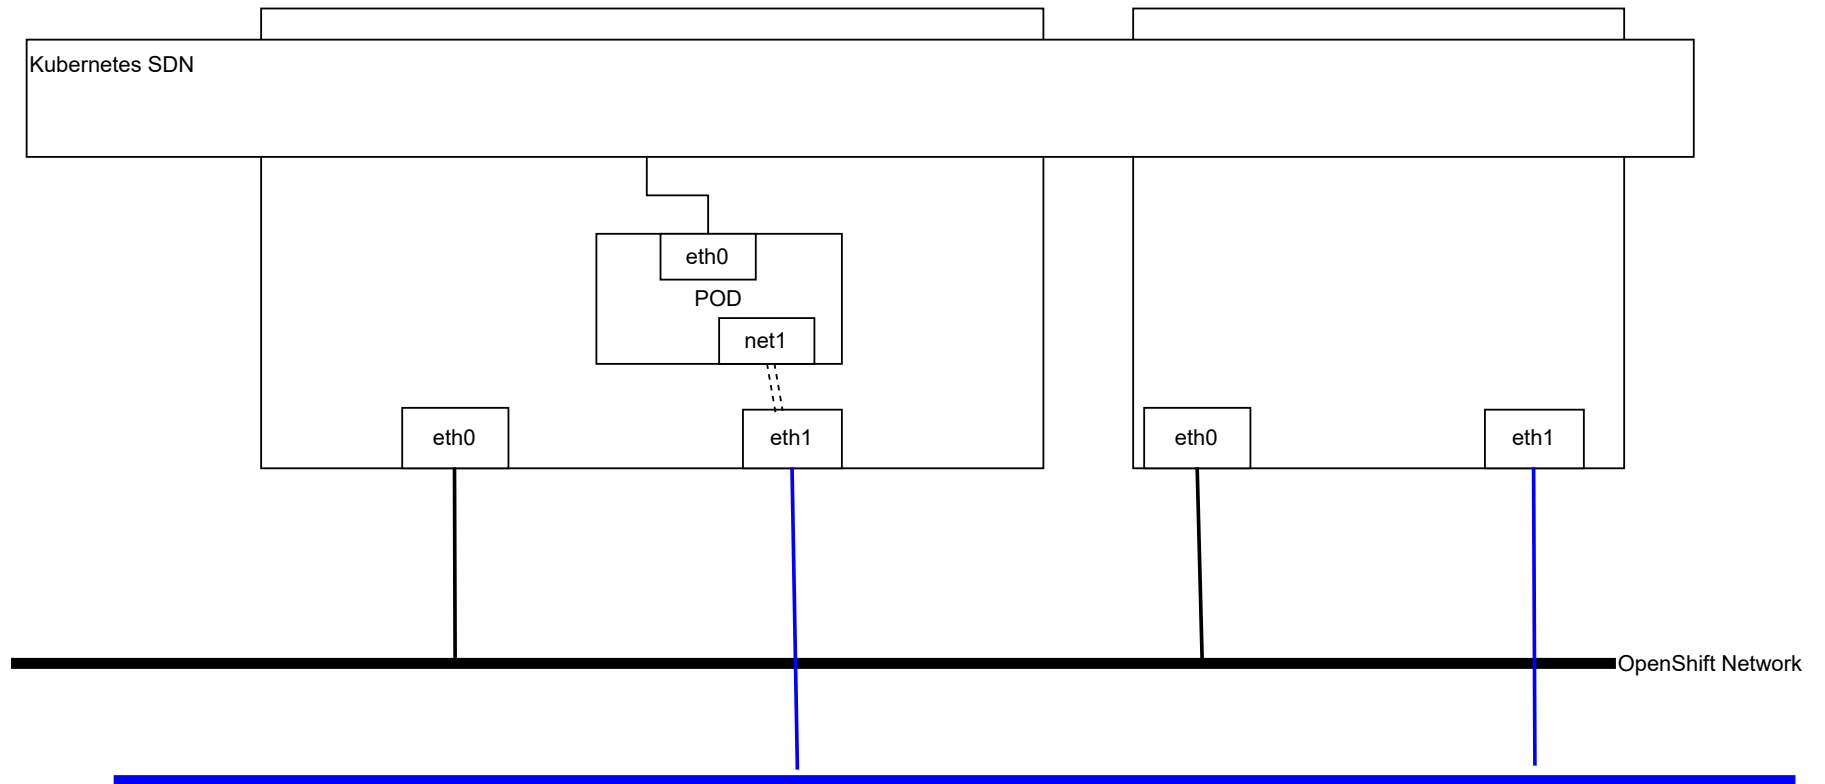 Kubernetes SDN
eth0
POD
net1
eth0
eth1
eth0
eth1
OpenShift Network